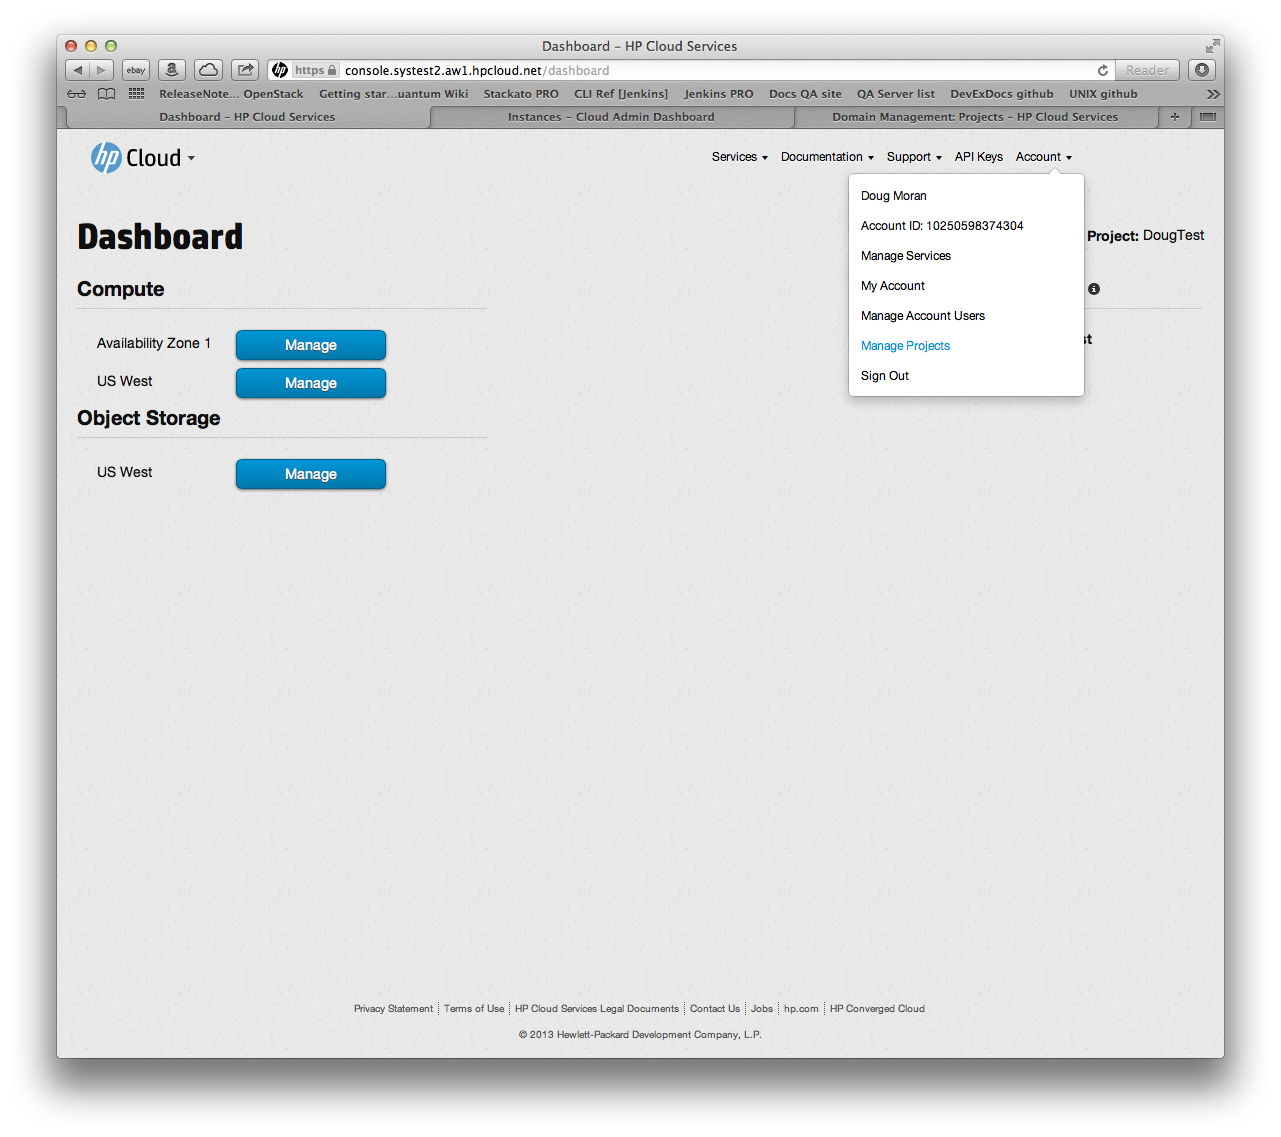 Dashboard – HP Cloud Services
ebay
a
hp
https
console.systest2.aw1.hpcloud.net/dashboard
Reader
ReleaseNote... OpenStack
Getting star...uantum Wiki
Stackato PRO
CLI Ref [Jenkins]
Jenkins PRO
Docs QA site
QA Server list
DevExDocs github
UNIX github
Dashboard – HP Cloud Services
Instances – Cloud Admin Dashboard
Domain Management: Projects – HP Cloud Services
hp Cloud
Services
Documentation
Support
API Keys
Account
Doug Moran
Account ID: 10250598374304
Manage Services
My Account
Manage Account Users
Manage Projects
Sign Out
Dashboard
Project: DougTest
Compute
Availability Zone 1
Manage
US West
Manage
Object Storage
US West
Manage
Privacy Statement
Terms of Use
HP Cloud Services Legal Documents
Contact Us
Jobs
hp.com
HP Converged Cloud
© 2013 Hewlett-Packard Development Company, L.P.